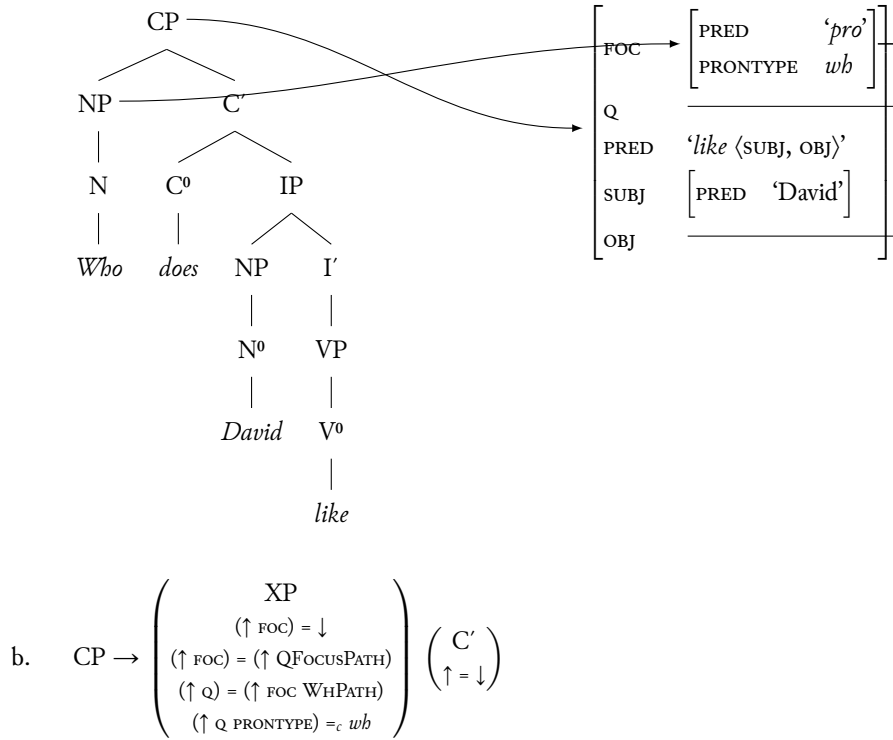 CP
FOC
PRED ‘pro’
PRONTYPE wh
NP C′
Q
PRED ‘like ⟨SUBJ, OBJ⟩’
N C⁰ IP
SUBJ [PRED ‘David’]
OBJ
Who does NP I′
N⁰ VP
David V⁰
like
XP
(↑ FOC) = ↓
b. CP → (↑ FOC) = (↑ QFOCUSPATH)
(↑ Q) = (↑ FOC WHPATH)
(↑ Q PRONTYPE) =c wh
C′
↑ = ↓